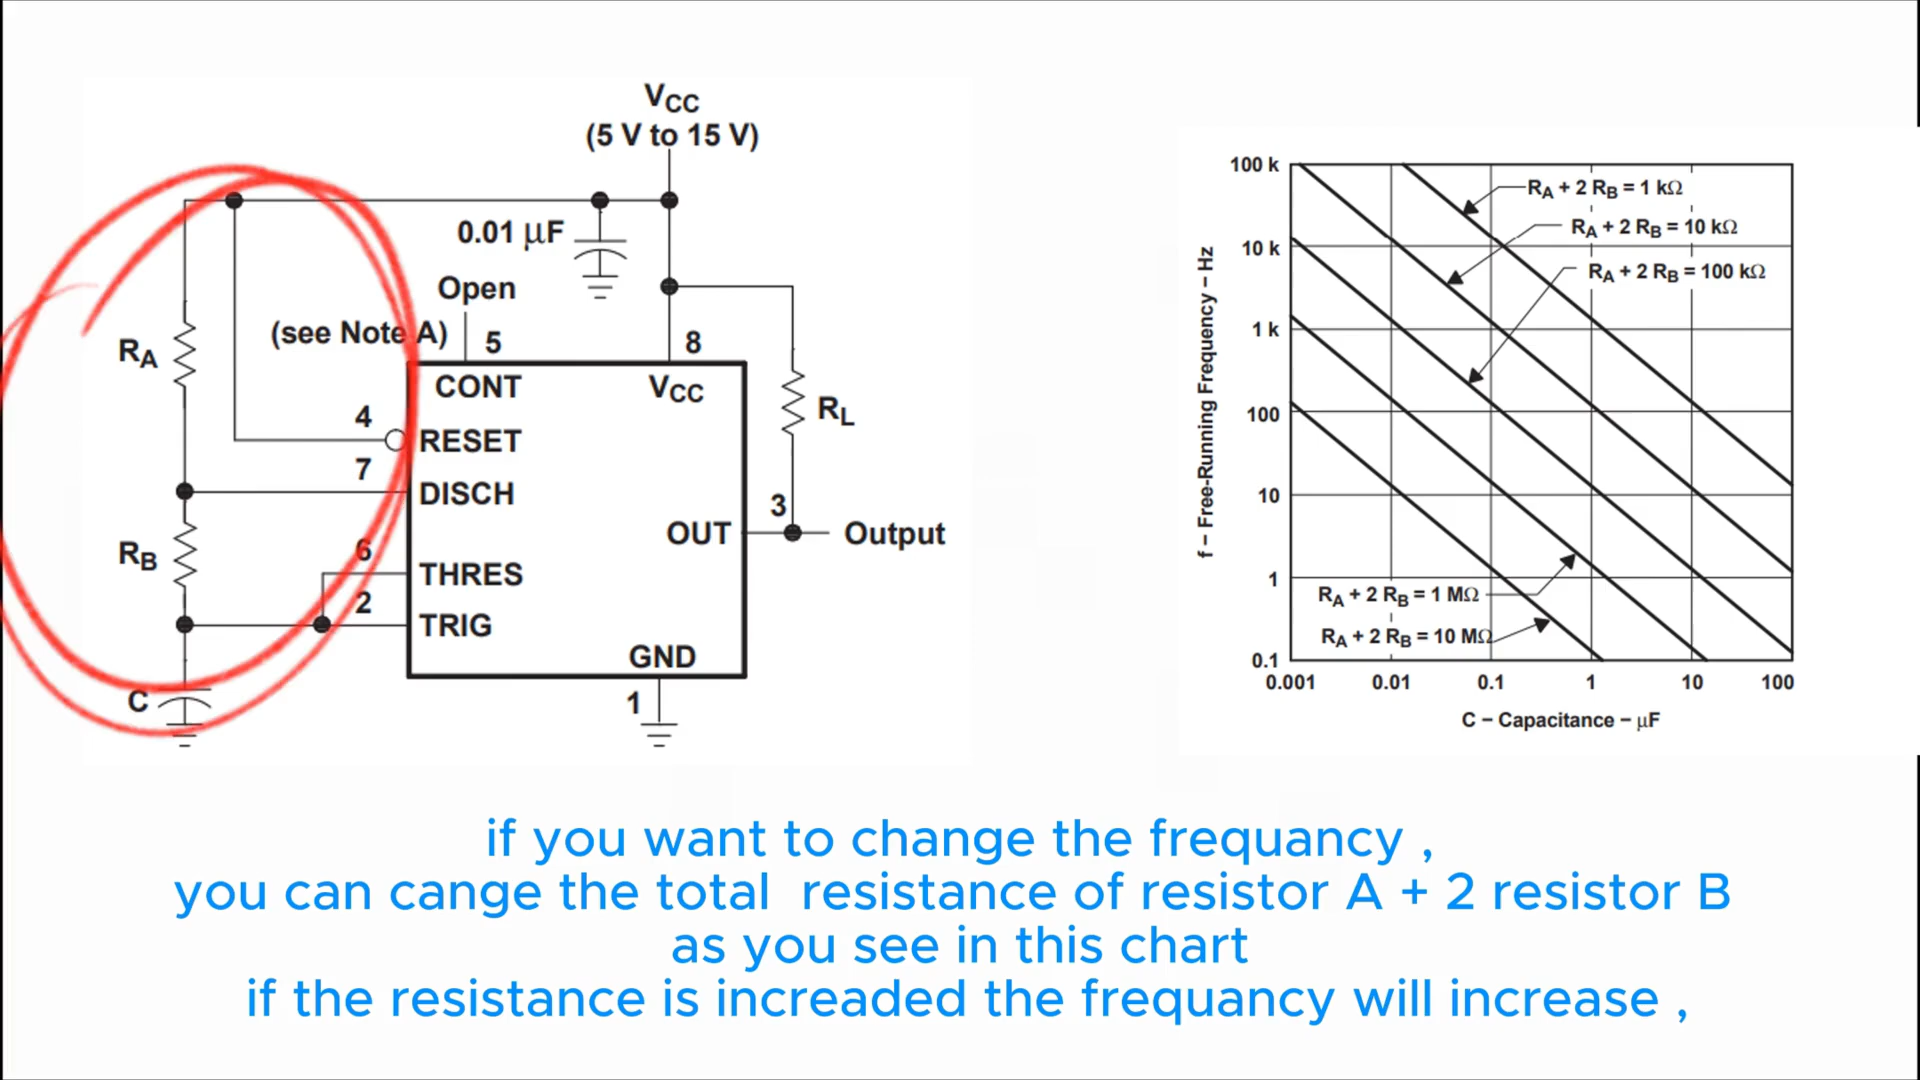 VCC
(5 V to 15 V)
0.01 μF
Open
(see Note A)
5
8
RA
CONT
VCC
RL
4
RESET
7
DISCH
3
OUT
Output
RB
6
THRES
2
TRIG
GND
C
1
100 k
10 k
1 k
100
10
1
0.1
f – Free-Running Frequency – Hz
RA + 2 RB = 1 kΩ
RA + 2 RB = 10 kΩ
RA + 2 RB = 100 kΩ
RA + 2 RB = 1 MΩ
RA + 2 RB = 10 MΩ
0.001 0.01 0.1 1 10 100
C – Capacitance – μF
if you want to change the frequancy ,
you can cange the total resistance of resistor A + 2 resistor B
as you see in this chart
if the resistance is increaded the frequancy will increase ,